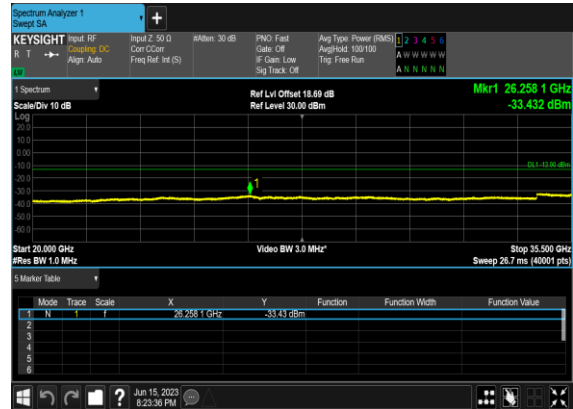 Spectrum Analyzer 1
Swept SA
+
KEYSIGHT
R T
LW
Input: RF
Coupling: DC
Align: Auto
Input Z: 50 Ω
Corr CCorr
Freq Ref: Int (S)
#Atten: 30 dB
PNO: Fast
Gate: Off
IF Gain: Low
Sig Track: Off
Avg Type: Power (RMS)
Avg|Hold: 100/100
Trig: Free Run
1 2 3 4 5 6
A W W W W W
A N N N N N
1 Spectrum
Scale/Div 10 dB
Ref Lvl Offset 18.69 dB
Ref Level 30.00 dBm
Mkr1 26.258 1 GHz
-33.432 dBm
Log
20.0
10.0
0.00
-10.0
DL1 -13.00 dBm
-20.0
-30.0
1
-40.0
-50.0
-60.0
Start 20.000 GHz
#Res BW 1.0 MHz
Video BW 3.0 MHz*
Stop 35.500 GHz
Sweep 26.7 ms (40001 pts)
5 Marker Table
Mode Trace Scale X Y Function Function Width Function Value
1 N 1 f 26.258 1 GHz -33.43 dBm
2
3
4
5
6
?
Jun 15, 2023
8:23:36 PM